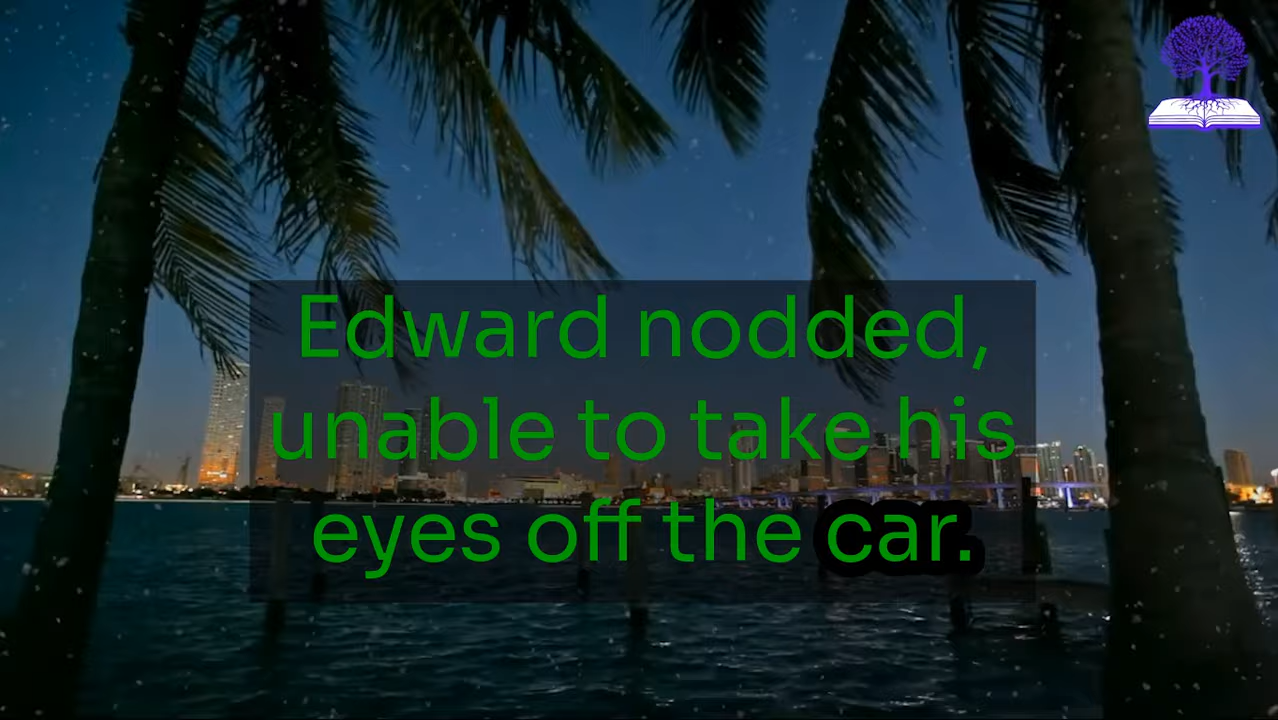 Edward nodded,
unable to take his
eyes off the car.